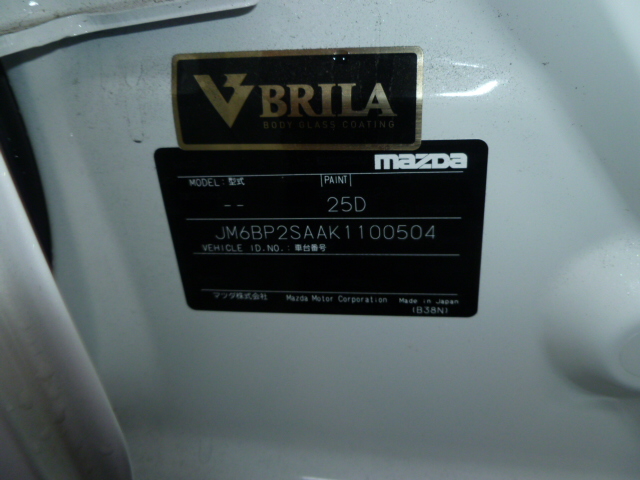 V BRILA
BODY GLASS COATING
mazda
MODEL: 型式 PAINT
-- 25D
JM6BP2SAAK1100504
VEHICLE ID.NO.: 車台番号
マツダ株式会社 Mazda Motor Corporation Made in Japan
(B38N)